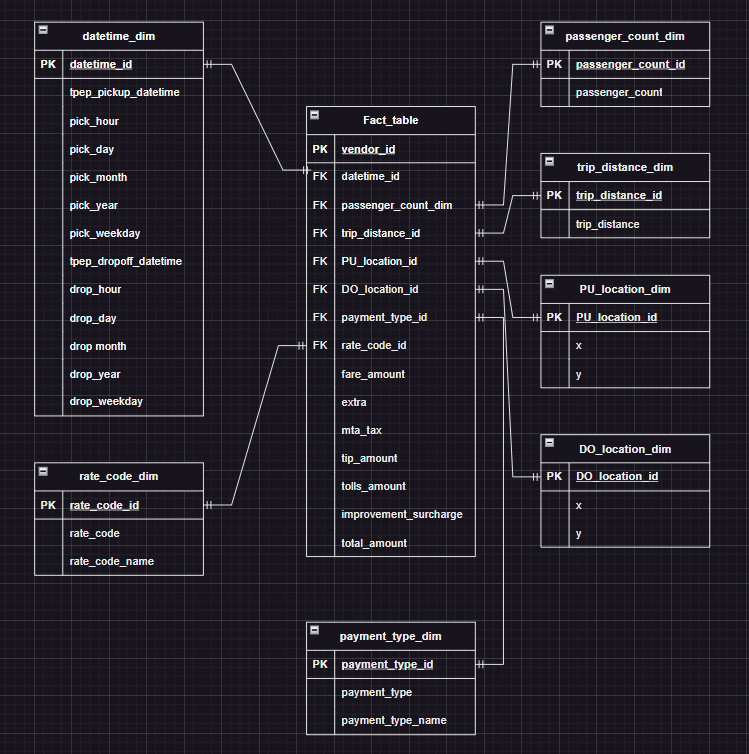 datetime_dim
PK datetime_id
tpep_pickup_datetime
pick_hour
pick_day
pick_month
pick_year
pick_weekday
tpep_dropoff_datetime
drop_hour
drop_day
drop month
drop_year
drop_weekday
rate_code_dim
PK rate_code_id
rate_code
rate_code_name
Fact_table
PK vendor_id
FK datetime_id
FK passenger_count_dim
FK trip_distance_id
FK PU_location_id
FK DO_location_id
FK payment_type_id
FK rate_code_id
fare_amount
extra
mta_tax
tip_amount
tolls_amount
improvement_surcharge
total_amount
payment_type_dim
PK payment_type_id
payment_type
payment_type_name
passenger_count_dim
PK passenger_count_id
passenger_count
trip_distance_dim
PK trip_distance_id
trip_distance
PU_location_dim
PK PU_location_id
x
y
DO_location_dim
PK DO_location_id
x
y